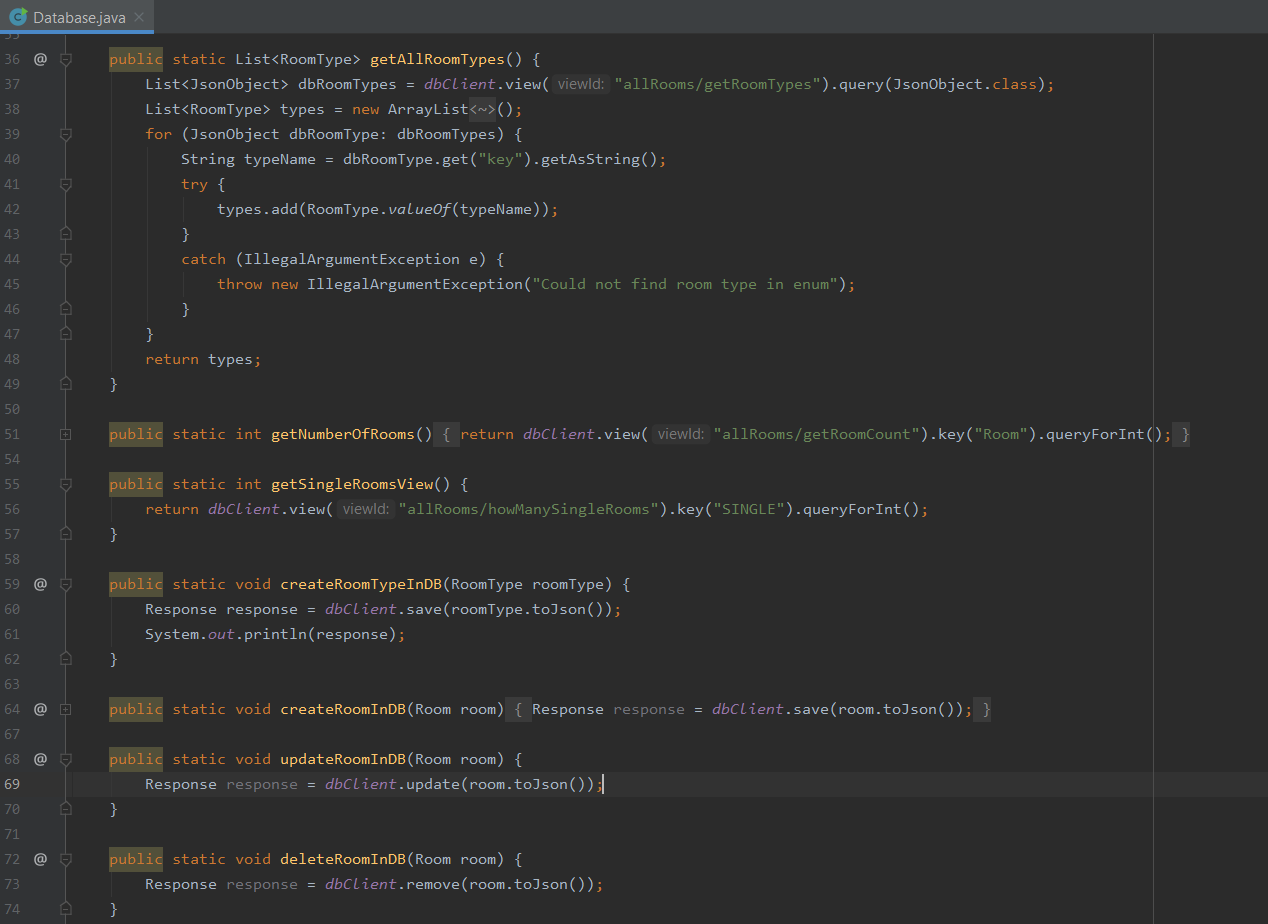 Database.java
35
36 @ public static List<RoomType> getAllRoomTypes() {
37 List<JsonObject> dbRoomTypes = dbClient.view( viewId: "allRooms/getRoomTypes").query(JsonObject.class);
38 List<RoomType> types = new ArrayList<~>();
39 for (JsonObject dbRoomType: dbRoomTypes) {
40 String typeName = dbRoomType.get("key").getAsString();
41 try {
42 types.add(RoomType.valueOf(typeName));
43 }
44 catch (IllegalArgumentException e) {
45 throw new IllegalArgumentException("Could not find room type in enum");
46 }
47 }
48 return types;
49 }
50
51 public static int getNumberOfRooms() { return dbClient.view( viewId: "allRooms/getRoomCount").key("Room").queryForInt(); }
54
55 public static int getSingleRoomsView() {
56 return dbClient.view( viewId: "allRooms/howManySingleRooms").key("SINGLE").queryForInt();
57 }
58
59 @ public static void createRoomTypeInDB(RoomType roomType) {
60 Response response = dbClient.save(roomType.toJson());
61 System.out.println(response);
62 }
63
64 @ public static void createRoomInDB(Room room) { Response response = dbClient.save(room.toJson()); }
67
68 @ public static void updateRoomInDB(Room room) {
69 Response response = dbClient.update(room.toJson());
70 }
71
72 @ public static void deleteRoomInDB(Room room) {
73 Response response = dbClient.remove(room.toJson());
74 }